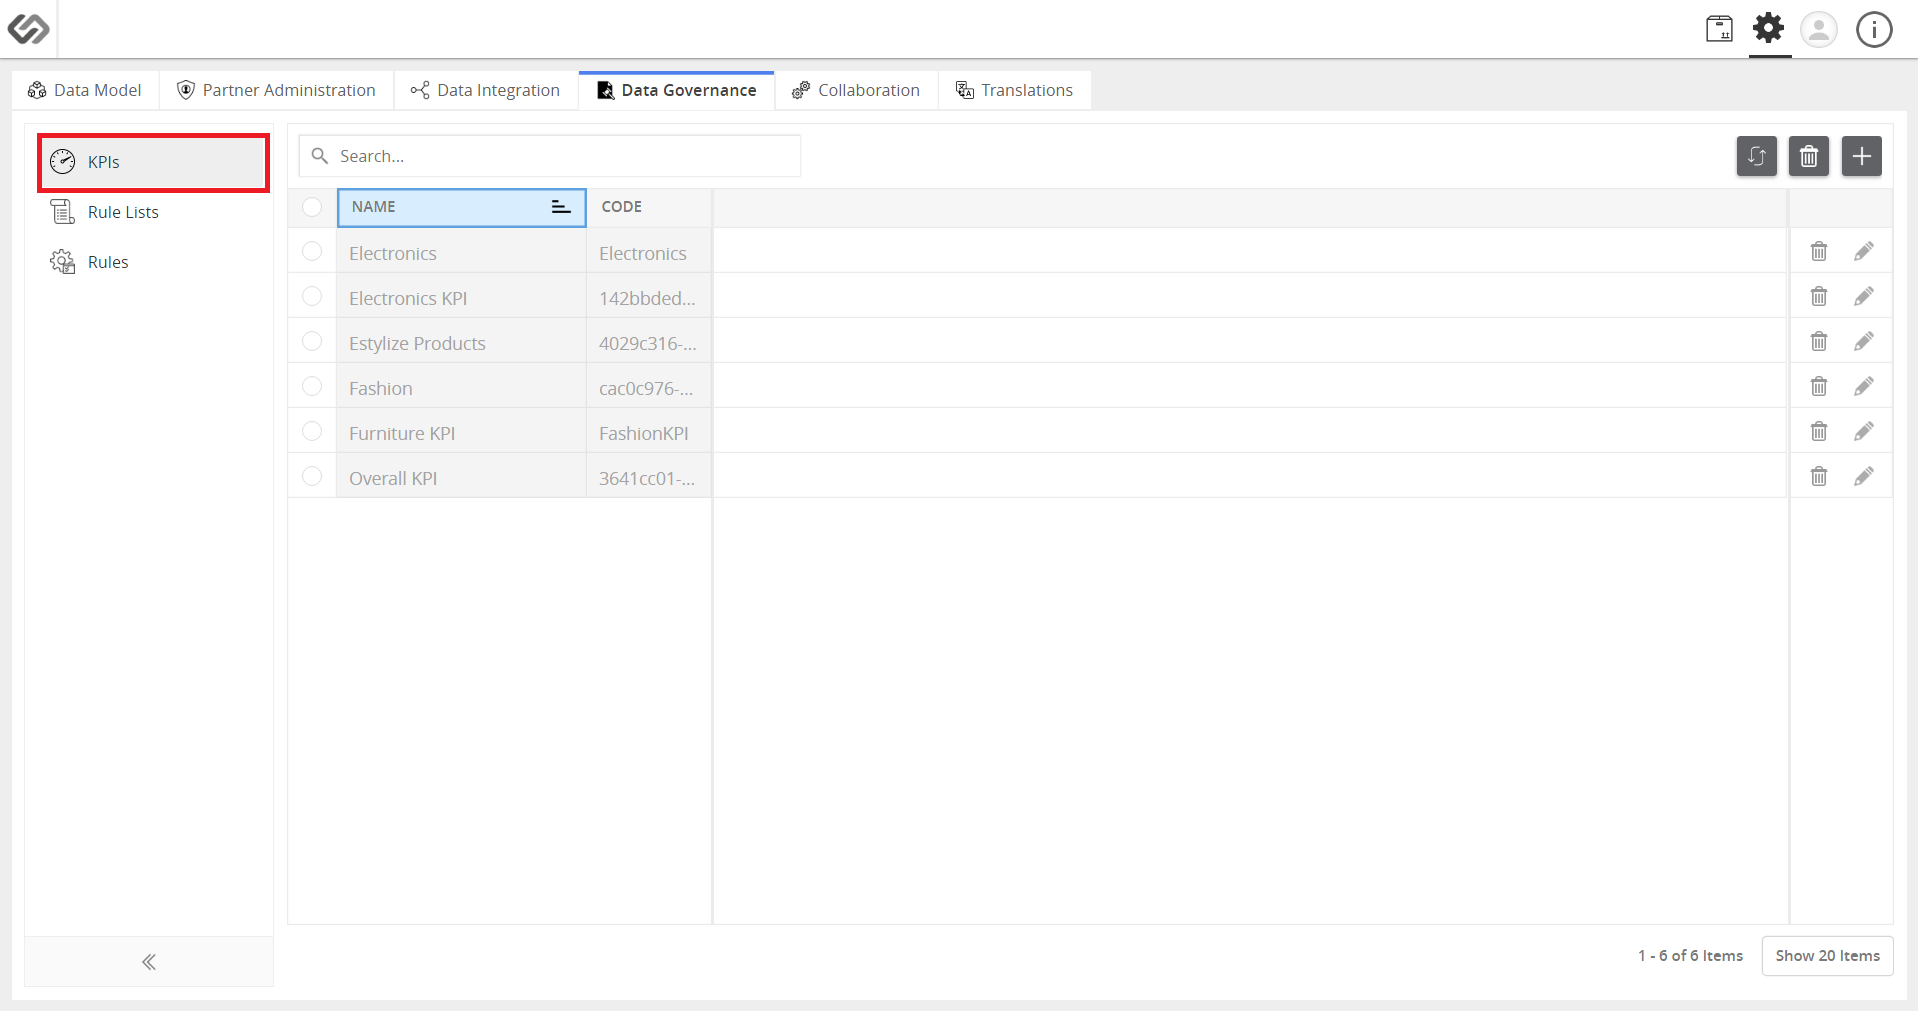 Data Model Partner Administration Data Integration Data Governance Collaboration Translations
KPIs
Rule Lists
Rules
Search...
NAME CODE
Electronics Electronics
Electronics KPI 142bbded...
Estylize Products 4029c316-...
Fashion cac0c976-...
Furniture KPI FashionKPI
Overall KPI 3641cc01-...
1 - 6 of 6 Items Show 20 Items